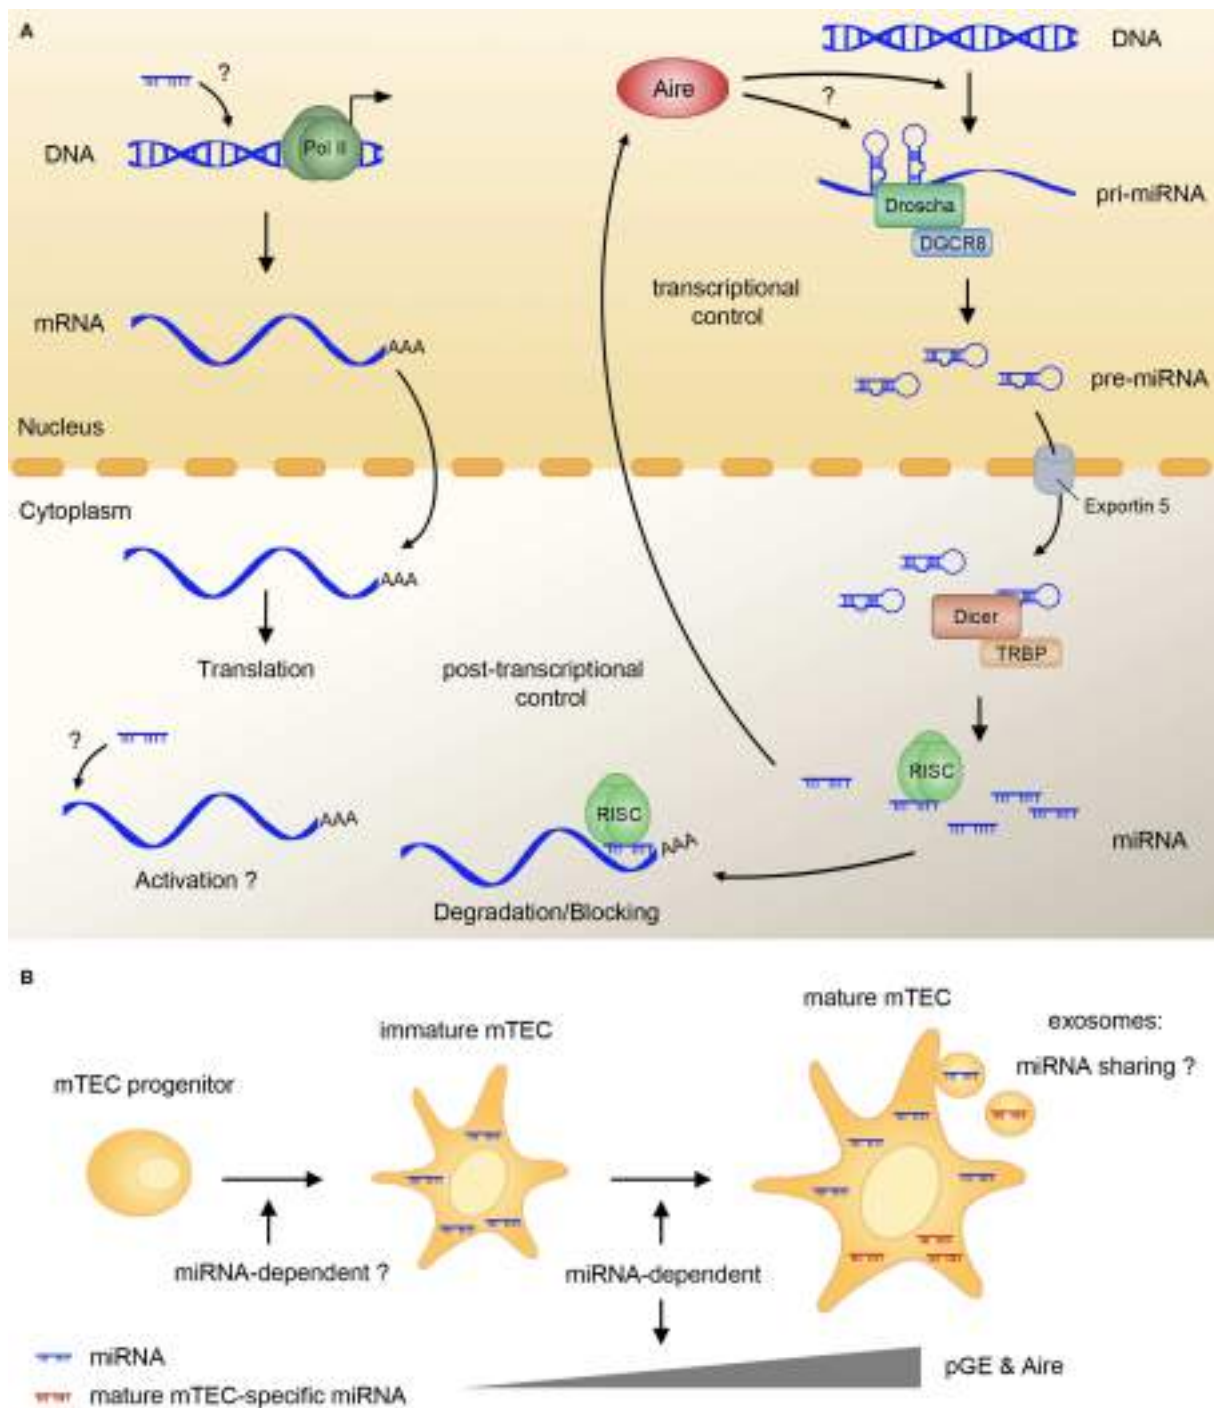 A
DNA
?
Aire
?
DNA
Pol II
Droscha
DGCR8
pri-miRNA
transcriptional
control
mRNA
AAA
pre-miRNA
Nucleus
Cytoplasm
Exportin 5
AAA
Dicer
TRBP
Translation
post-transcriptional
control
?
RISC
RISC
AAA
AAA
miRNA
Activation ?
Degradation/Blocking
B
mature mTEC
immature mTEC
exosomes:
miRNA sharing ?
mTEC progenitor
miRNA-dependent ?
miRNA-dependent
miRNA
pGE & Aire
mature mTEC-specific miRNA